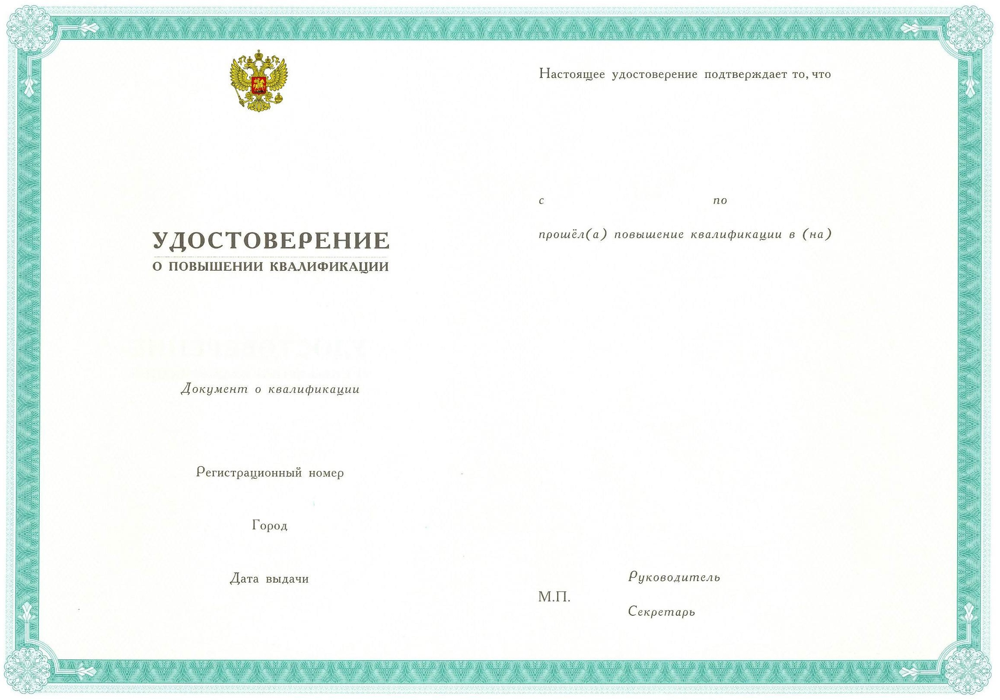 УДОСТОВЕРЕНИЕ
О ПОВЫШЕНИИ КВАЛИФИКАЦИИ
Документ о квалификации
Регистрационный номер
Город
Дата выдачи
Настоящее удостоверение подтверждает то, что
с по
прошёл(а) повышение квалификации в (на)
Руководитель
М.П.
Секретарь